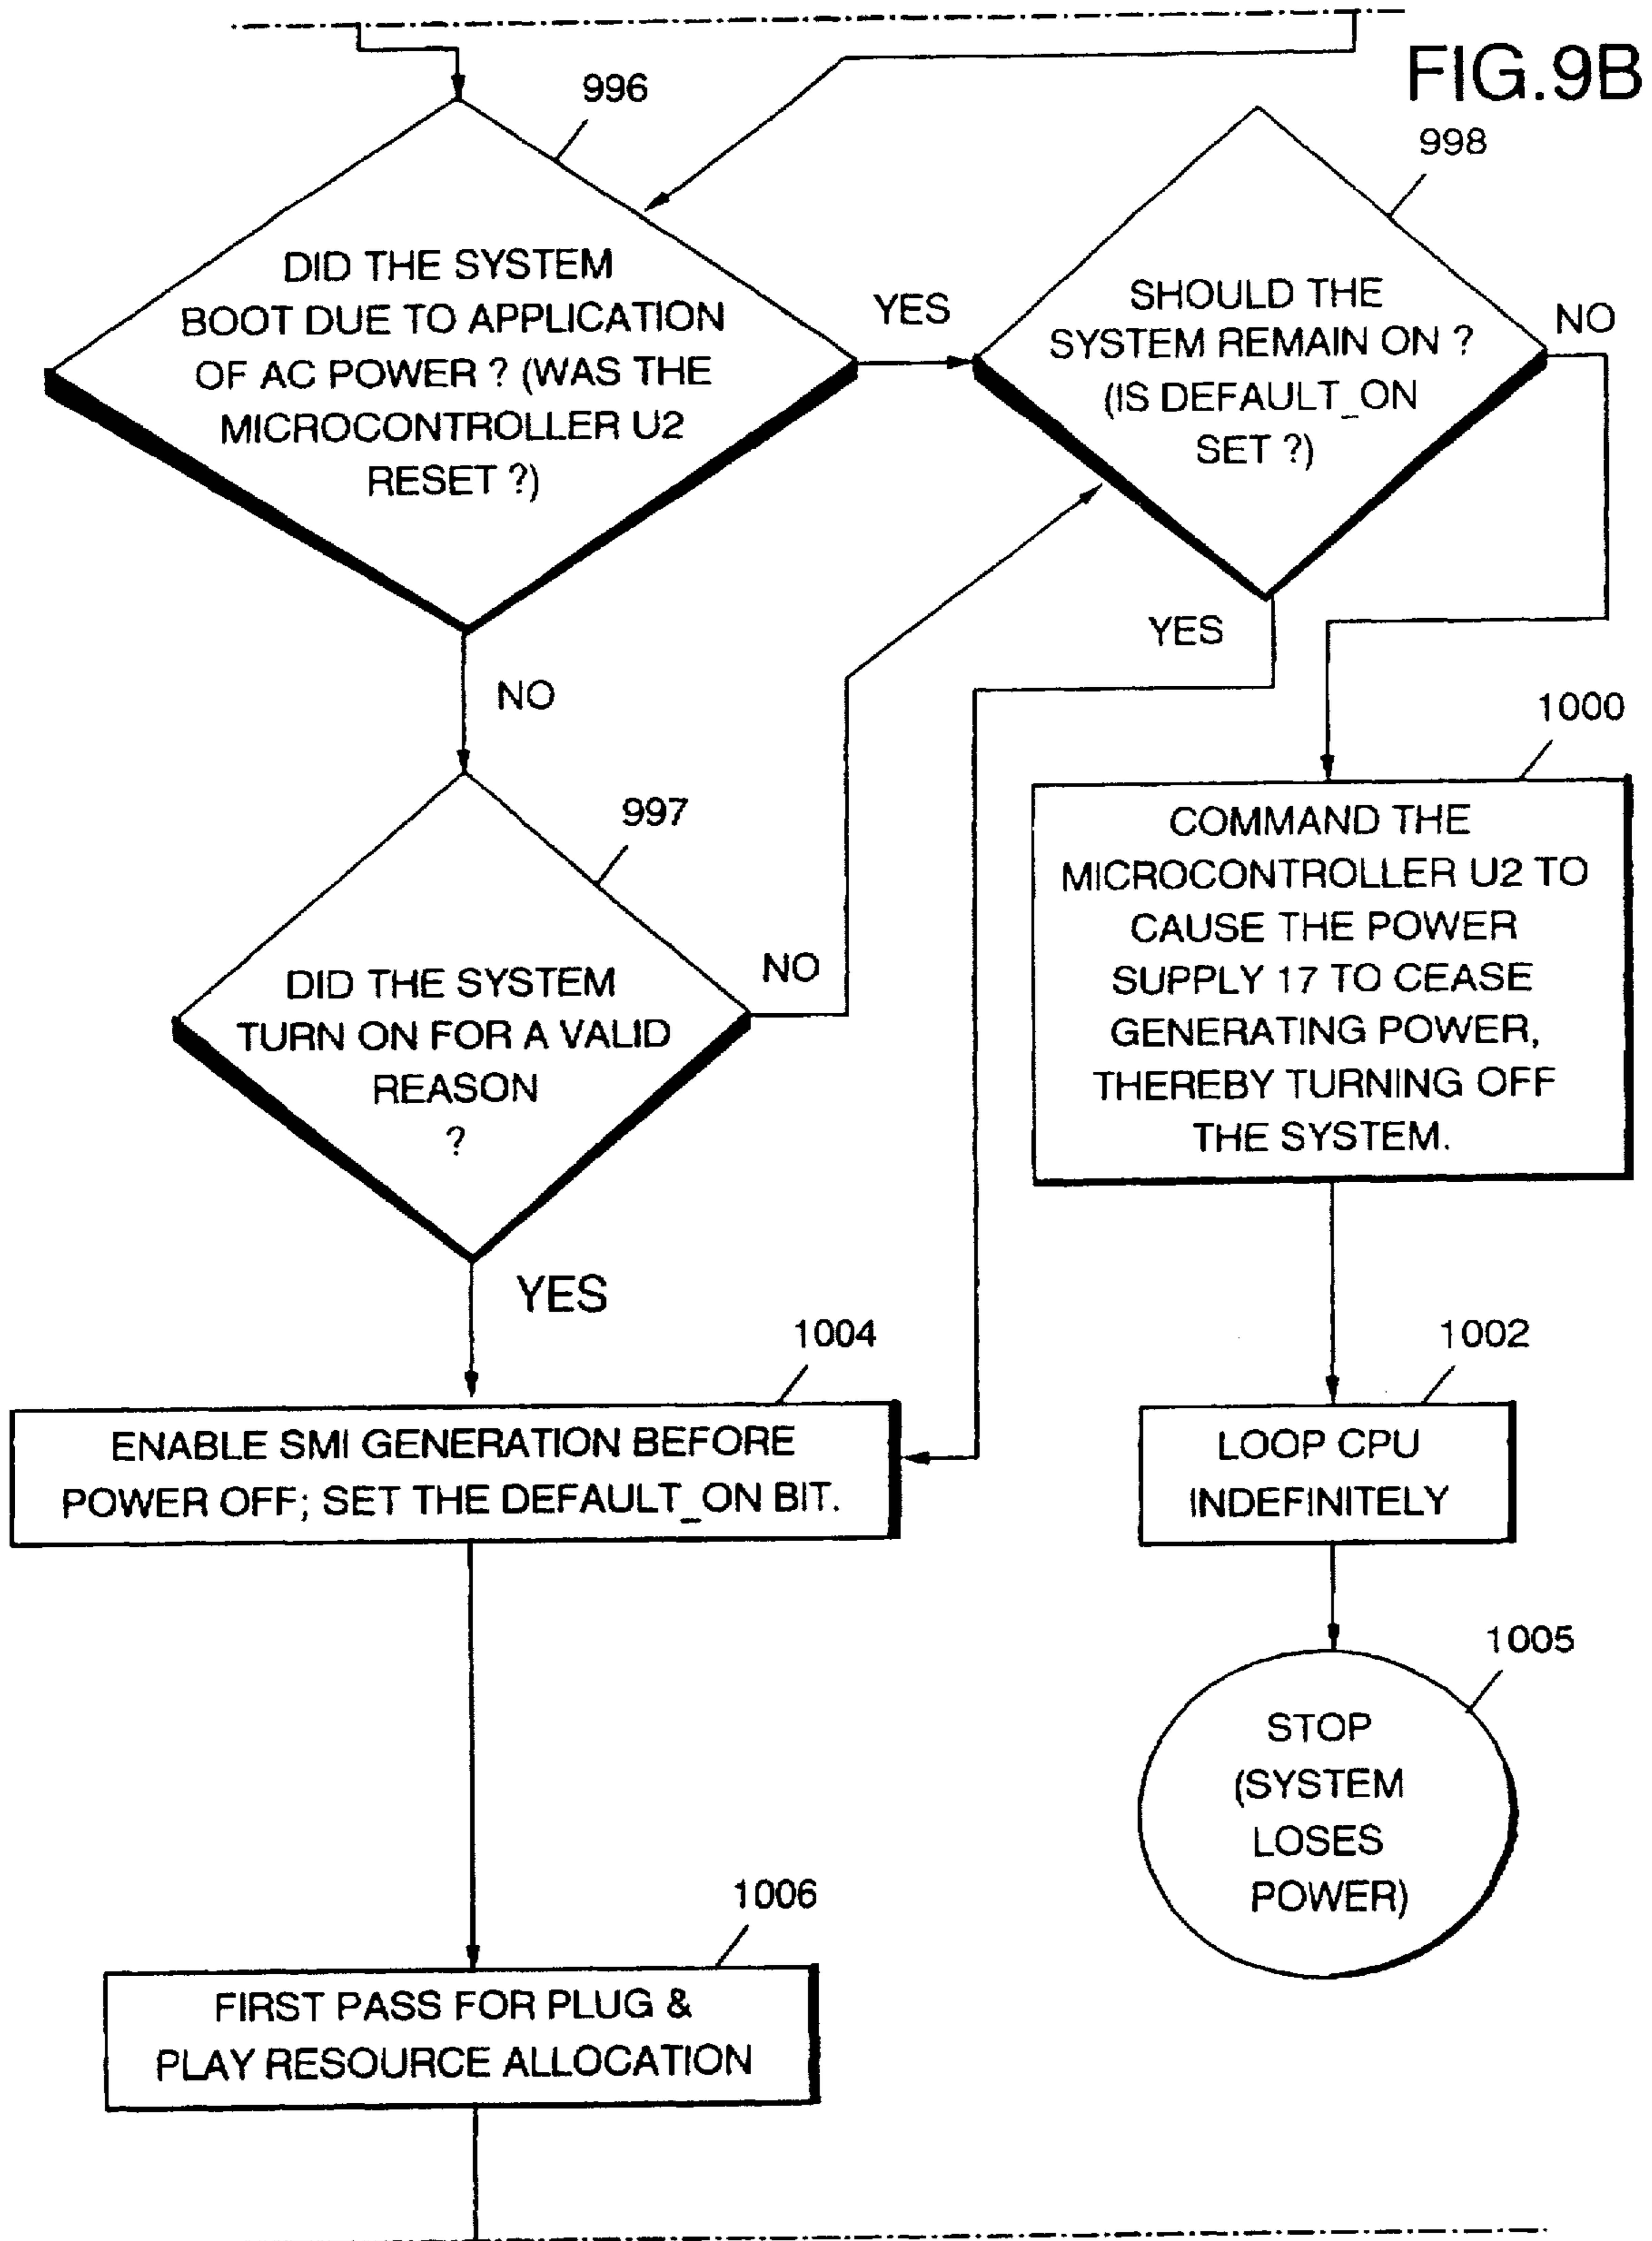 FIG.9B
996
DID THE SYSTEM
BOOT DUE TO APPLICATION
OF AC POWER ? (WAS THE
MICROCONTROLLER U2
RESET ?)
YES
NO
998
SHOULD THE
SYSTEM REMAIN ON ?
(IS DEFAULT_ON
SET ?)
NO
YES
997
DID THE SYSTEM
TURN ON FOR A VALID
REASON
?
NO
YES
1000
COMMAND THE
MICROCONTROLLER U2 TO
CAUSE THE POWER
SUPPLY 17 TO CEASE
GENERATING POWER,
THEREBY TURNING OFF
THE SYSTEM.
1004
ENABLE SMI GENERATION BEFORE
POWER OFF; SET THE DEFAULT_ON BIT.
1002
LOOP CPU
INDEFINITELY
1005
STOP
(SYSTEM
LOSES
POWER)
1006
FIRST PASS FOR PLUG &
PLAY RESOURCE ALLOCATION